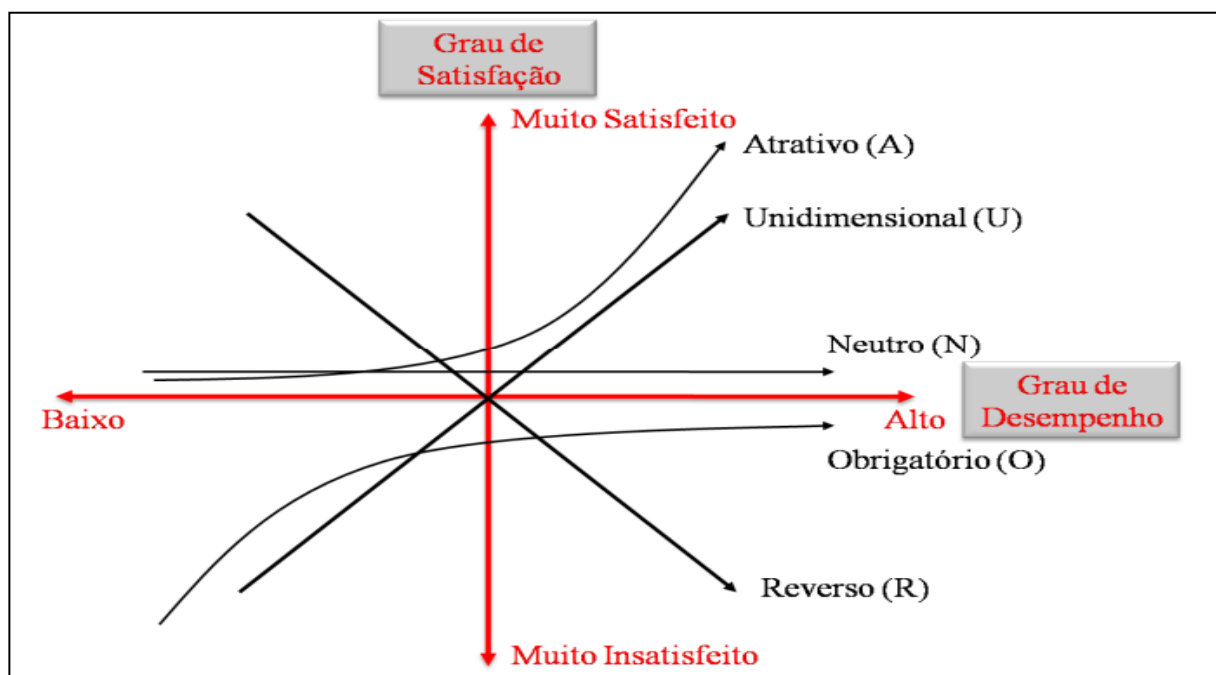 Grau de
Satisfação
Muito Satisfeito
Atrativo (A)
Unidimensional (U)
Neutro (N)
Baixo
Alto
Grau de
Desempenho
Obrigatório (O)
Reverso (R)
Muito Insatisfeito